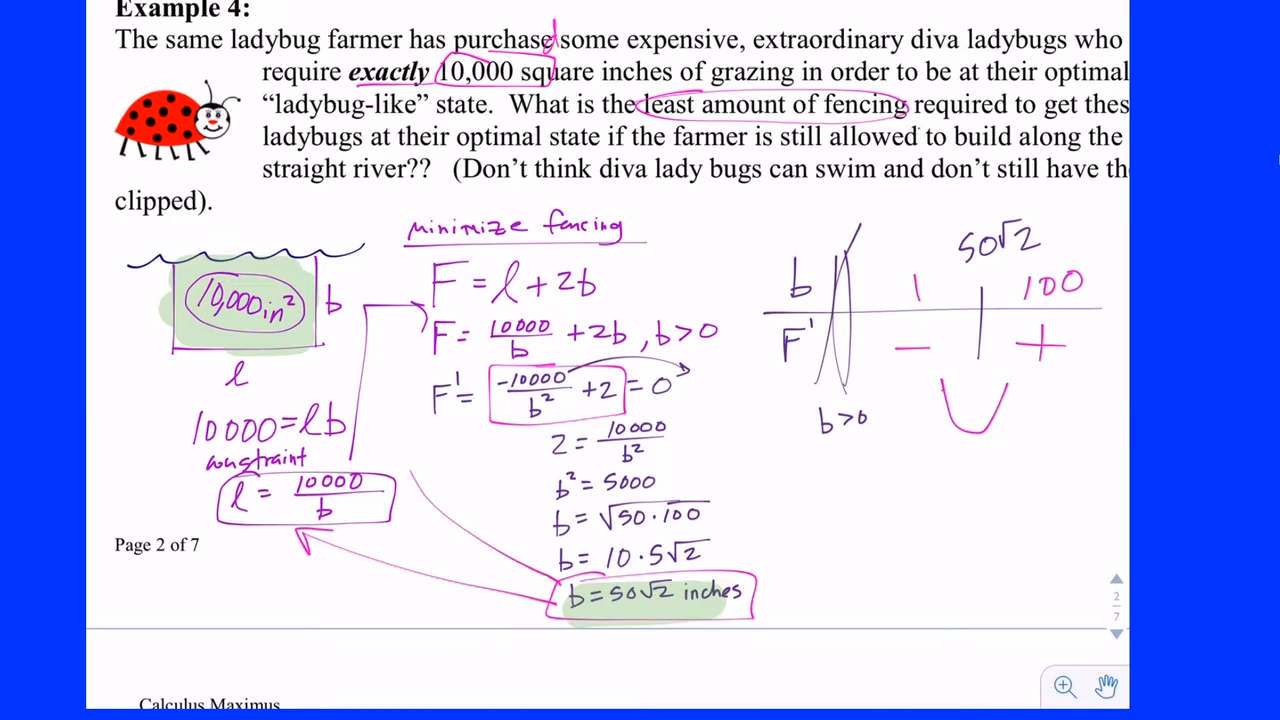 Example 4:
The same ladybug farmer has purchased some expensive, extraordinary diva ladybugs who
require exactly 10,000 square inches of grazing in order to be at their optimal
“ladybug-like” state. What is the least amount of fencing required to get thes
ladybugs at their optimal state if the farmer is still allowed to build along the
straight river?? (Don’t think diva lady bugs can swim and don’t still have th
clipped).
10,000 in²
b
l
10000 = lb
constraint
l = 10000/b
minimize fencing
F = l + 2b
F = 10000/b + 2b , b > 0
F' = -10000/b² + 2 = 0
2 = 10000/b²
b² = 5000
b = √50·100
b = 10·5√2
b = 50√2 inches
50√2
b 1 100
F' − +
b > 0
Page 2 of 7
2
7
Calculus Maximus